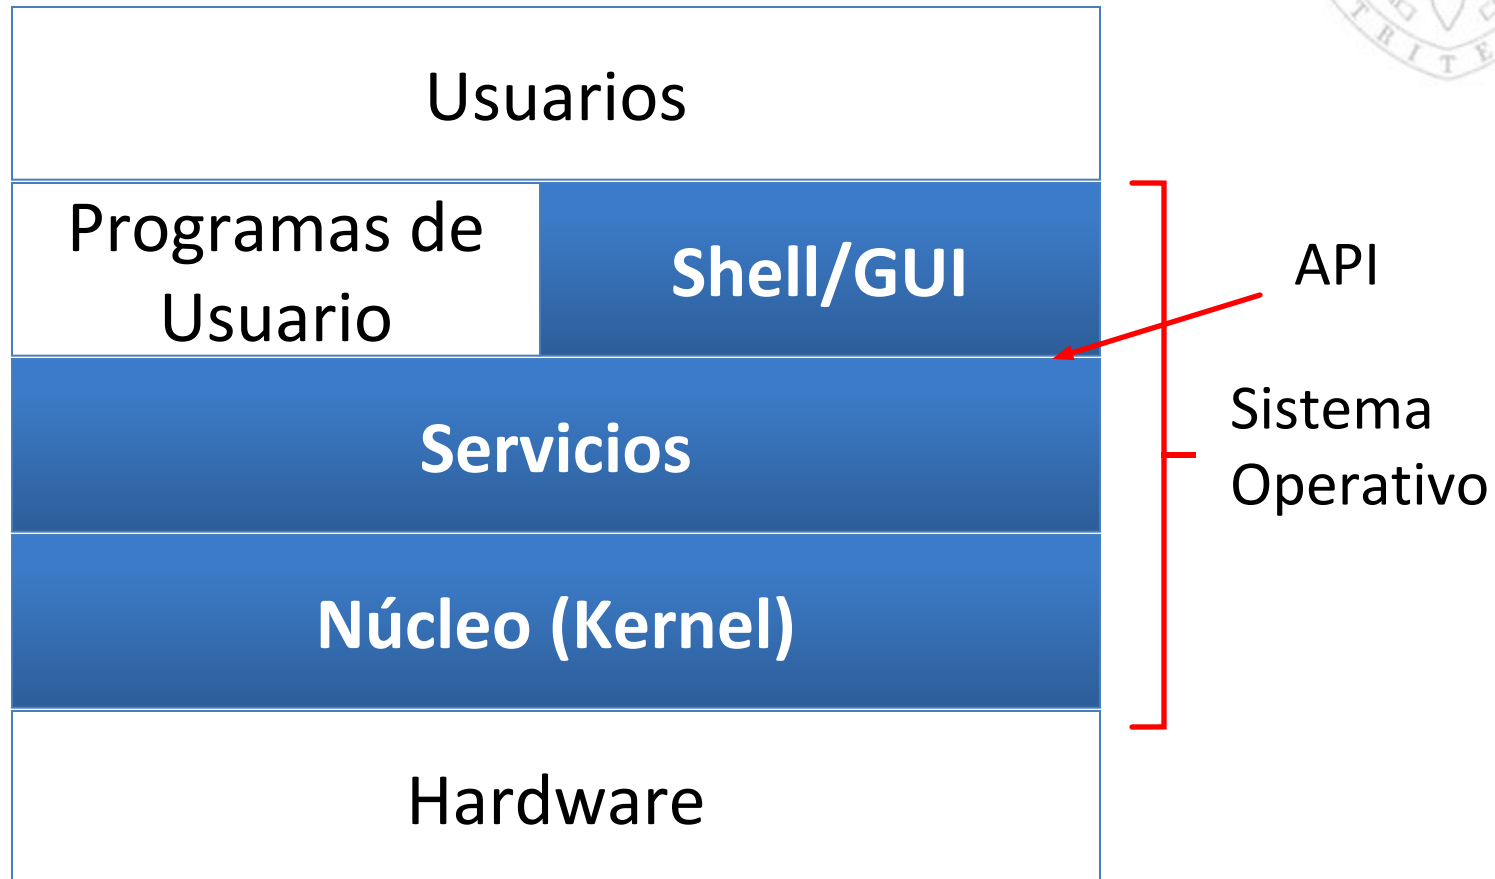 Usuarios
Programas de
Usuario
Shell/GUI
API
Servicios
Sistema
Operativo
Núcleo (Kernel)
Hardware